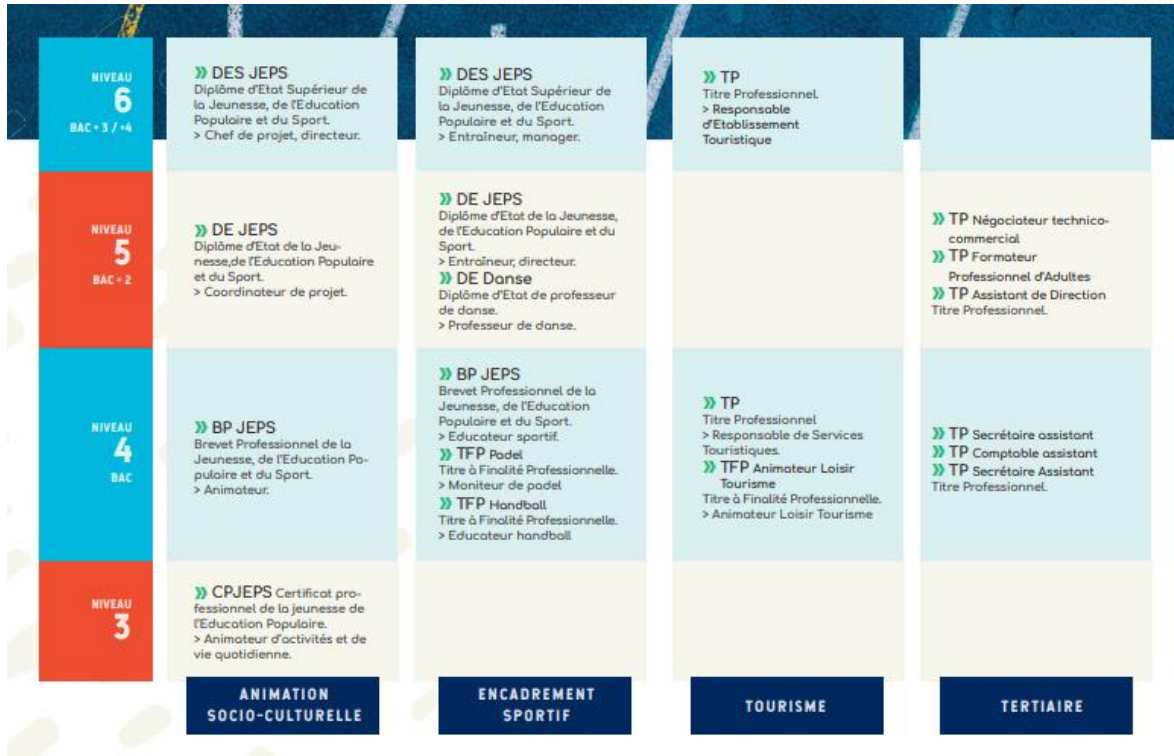 NIVEAU
6
BAC + 3 / +4
» DES JEPS
Diplôme d'Etat Supérieur de
la Jeunesse, de l'Education
Populaire et du Sport.
> Chef de projet, directeur.
» DES JEPS
Diplôme d'Etat Supérieur de
la Jeunesse, de l'Education
Populaire et du Sport.
> Entraîneur, manager.
» TP
Titre Professionnel.
> Responsable
d'Etablissement
Touristique
NIVEAU
5
BAC + 2
» DE JEPS
Diplôme d'Etat de la Jeu-
nesse,de l'Education Populaire
et du Sport.
> Coordinateur de projet.
» DE JEPS
Diplôme d'Etat de la Jeunesse,
de l'Education Populaire et du
Sport.
> Entraîneur, directeur.
» DE Danse
Diplôme d'Etat de professeur
de danse.
> Professeur de danse.
» TP Négociateur technico-
commercial
» TP Formateur
Professionnel d'Adultes
» TP Assistant de Direction
Titre Professionnel.
NIVEAU
4
BAC
» BP JEPS
Brevet Professionnel de la
Jeunesse, de l'Education Po-
pulaire et du Sport.
> Animateur.
» BP JEPS
Brevet Professionnel de la
Jeunesse, de l'Education
Populaire et du Sport.
> Educateur sportif.
» TFP Padel
Titre à Finalité Professionnelle.
> Moniteur de padel
» TFP Handball
Titre à Finalité Professionnelle.
> Educateur handball
» TP
Titre Professionnel
> Responsable de Services
Touristiques.
» TFP Animateur Loisir
Tourisme
Titre à Finalité Professionnelle.
> Animateur Loisir Tourisme
» TP Secrétaire assistant
» TP Comptable assistant
» TP Secrétaire Assistant
Titre Professionnel.
NIVEAU
3
» CPJEPS Certificat pro-
fessionnel de la jeunesse de
l'Education Populaire.
> Animateur d'activités et de
vie quotidienne.
ANIMATION
SOCIO-CULTURELLE
ENCADREMENT
SPORTIF
TOURISME
TERTIAIRE